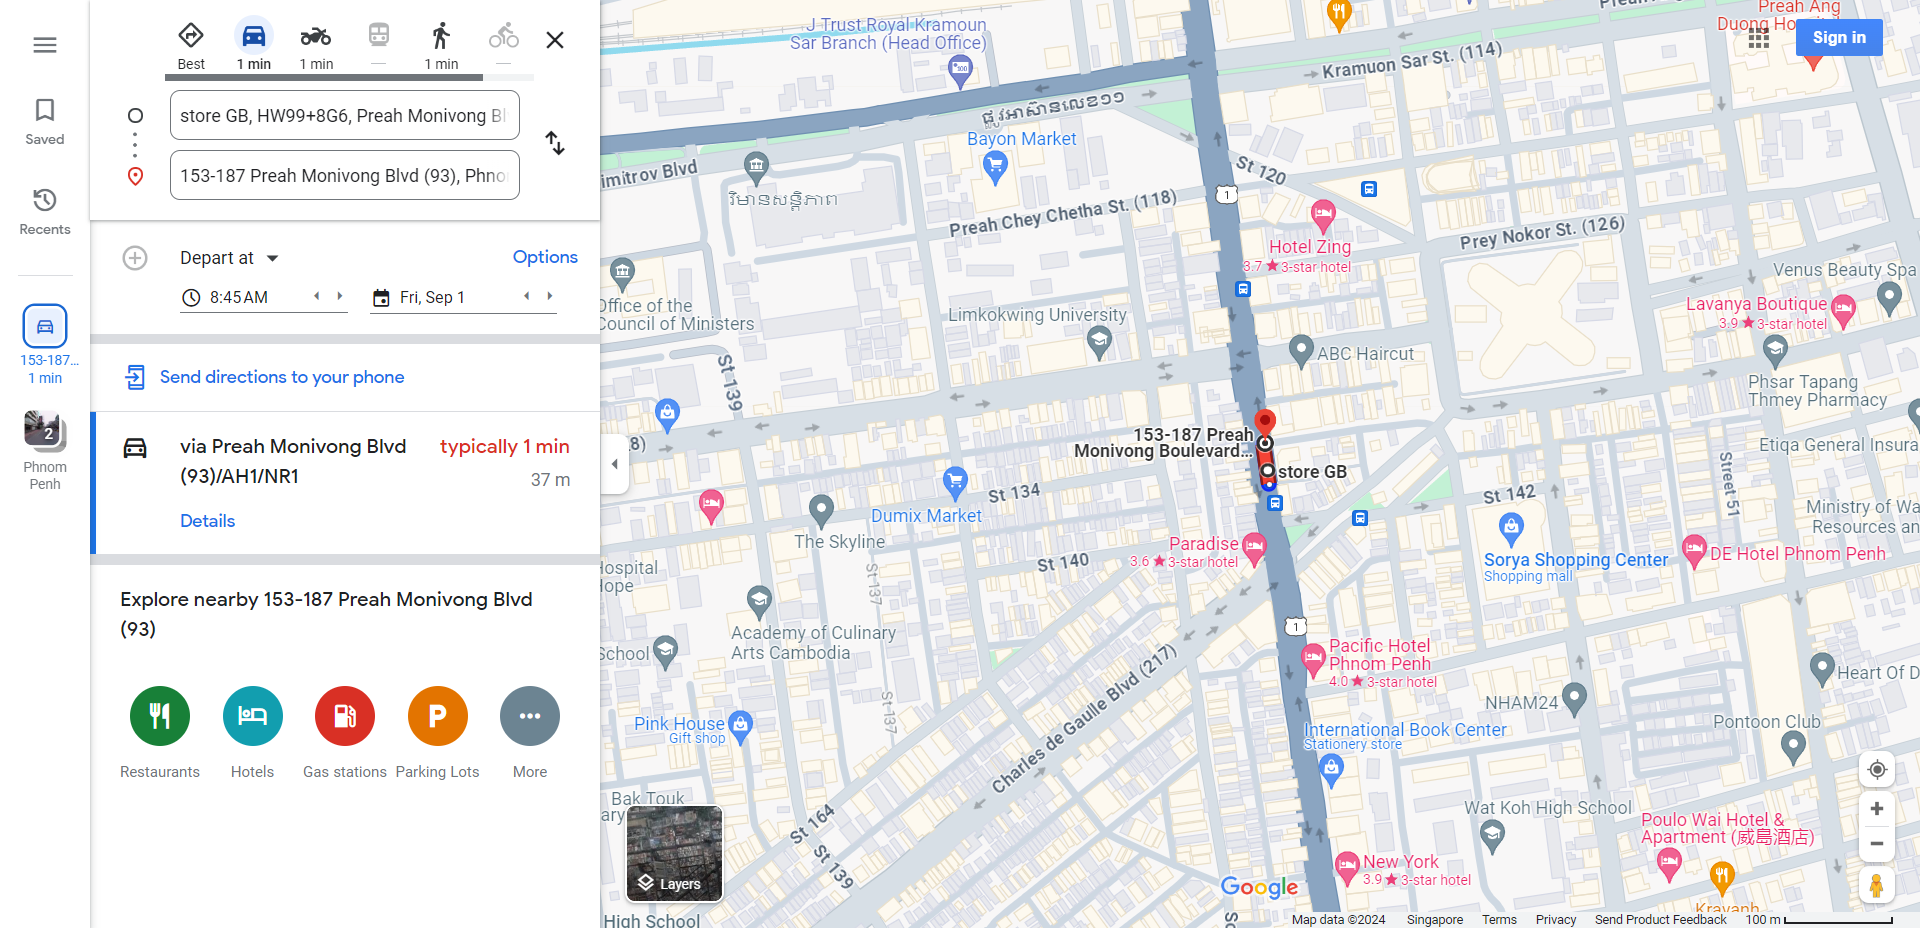 Best
1 min
1 min
1 min
store GB, HW99+8G6, Preah Monivong Bl
153-187 Preah Monivong Blvd (93), Phno
Saved
Recents
153-187...
1 min
2
Phnom
Penh
Depart at
Options
8:45 AM
Fri, Sep 1
Send directions to your phone
via Preah Monivong Blvd
(93)/AH1/NR1
typically 1 min
37 m
Details
Explore nearby 153-187 Preah Monivong Blvd
(93)
Restaurants
Hotels
Gas stations
P
Parking Lots
More
J Trust Royal Kramoun
Sar Branch (Head Office)
Kramuon Sar St. (114)
Preah Ang
Duong Hospital
Sign in
Bayon Market
St 120
1
Preah Chey Chetha St. (118)
Prey Nokor St. (126)
imitrov Blvd
វិមានសន្តិភាព
Hotel Zing
3.7 ★ 3-star hotel
Office of the
Council of Ministers
Limkokwing University
ABC Haircut
Venus Beauty Spa
Lavanya Boutique
3.9 ★ 3-star hotel
Phsar Tapang
Thmey Pharmacy
St 139
8)
153-187 Preah
Monivong Boulevard...
store GB
Etiqa General Insura
Street 51
St 134
St 142
Dumix Market
The Skyline
Paradise
3.6 ★ 3-star hotel
St 140
St 137
Sorya Shopping Center
Shopping mall
Ministry of Wa
Resources an
DE Hotel Phnom Penh
Hospital
Hope
Academy of Culinary
Arts Cambodia
School
1
Pacific Hotel
Phnom Penh
4.0 ★ 3-star hotel
Heart Of D
NHAM24
Pontoon Club
St 137
Pink House
Gift shop
Charles de Gaulle Blvd (217)
International Book Center
Stationery store
Bak Touk
ary
St 164
St 139
Wat Koh High School
Poulo Wai Hotel &
Apartment (威島酒店)
New York
3.9 ★ 3-star hotel
Kravanh
Layers
High School
Google
Map data ©2024
Singapore
Terms
Privacy
Send Product Feedback
100 m